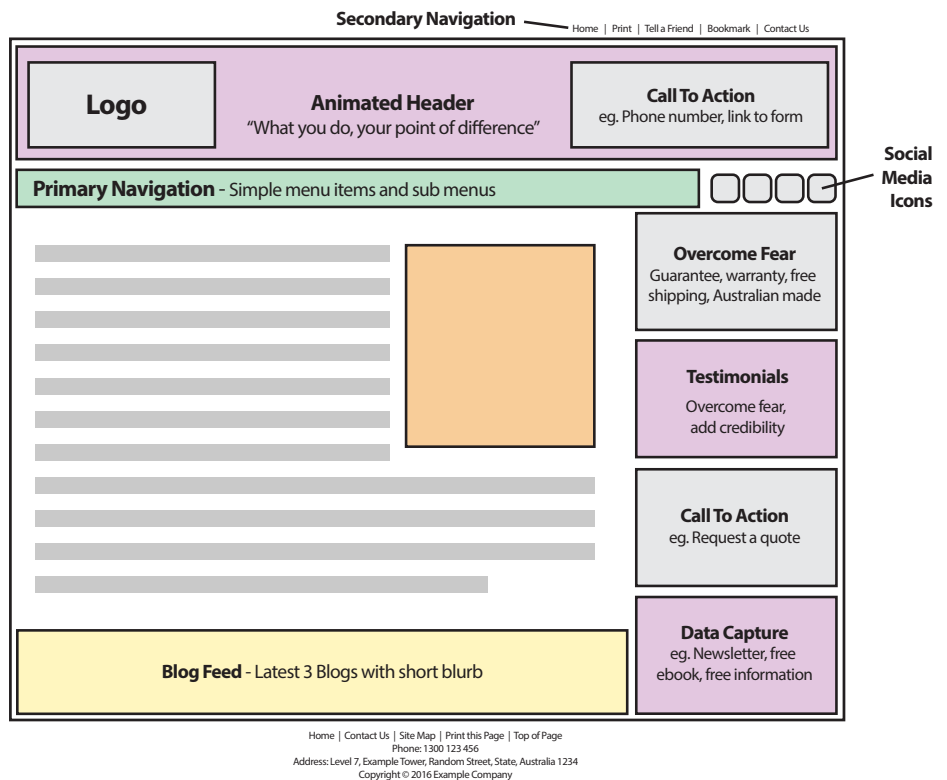 Secondary Navigation
Home | Print | Tell a Friend | Bookmark | Contact Us
Logo
Animated Header
“What you do, your point of difference”
Call To Action
eg. Phone number, link to form
Social
Media
Icons
Primary Navigation - Simple menu items and sub menus
Overcome Fear
Guarantee, warranty, free
shipping, Australian made
Testimonials
Overcome fear,
add credibility
Call To Action
eg. Request a quote
Data Capture
eg. Newsletter, free
ebook, free information
Blog Feed - Latest 3 Blogs with short blurb
Home | Contact Us | Site Map | Print this Page | Top of Page
Phone: 1300 123 456
Address: Level 7, Example Tower, Random Street, State, Australia 1234
Copyright © 2016 Example Company